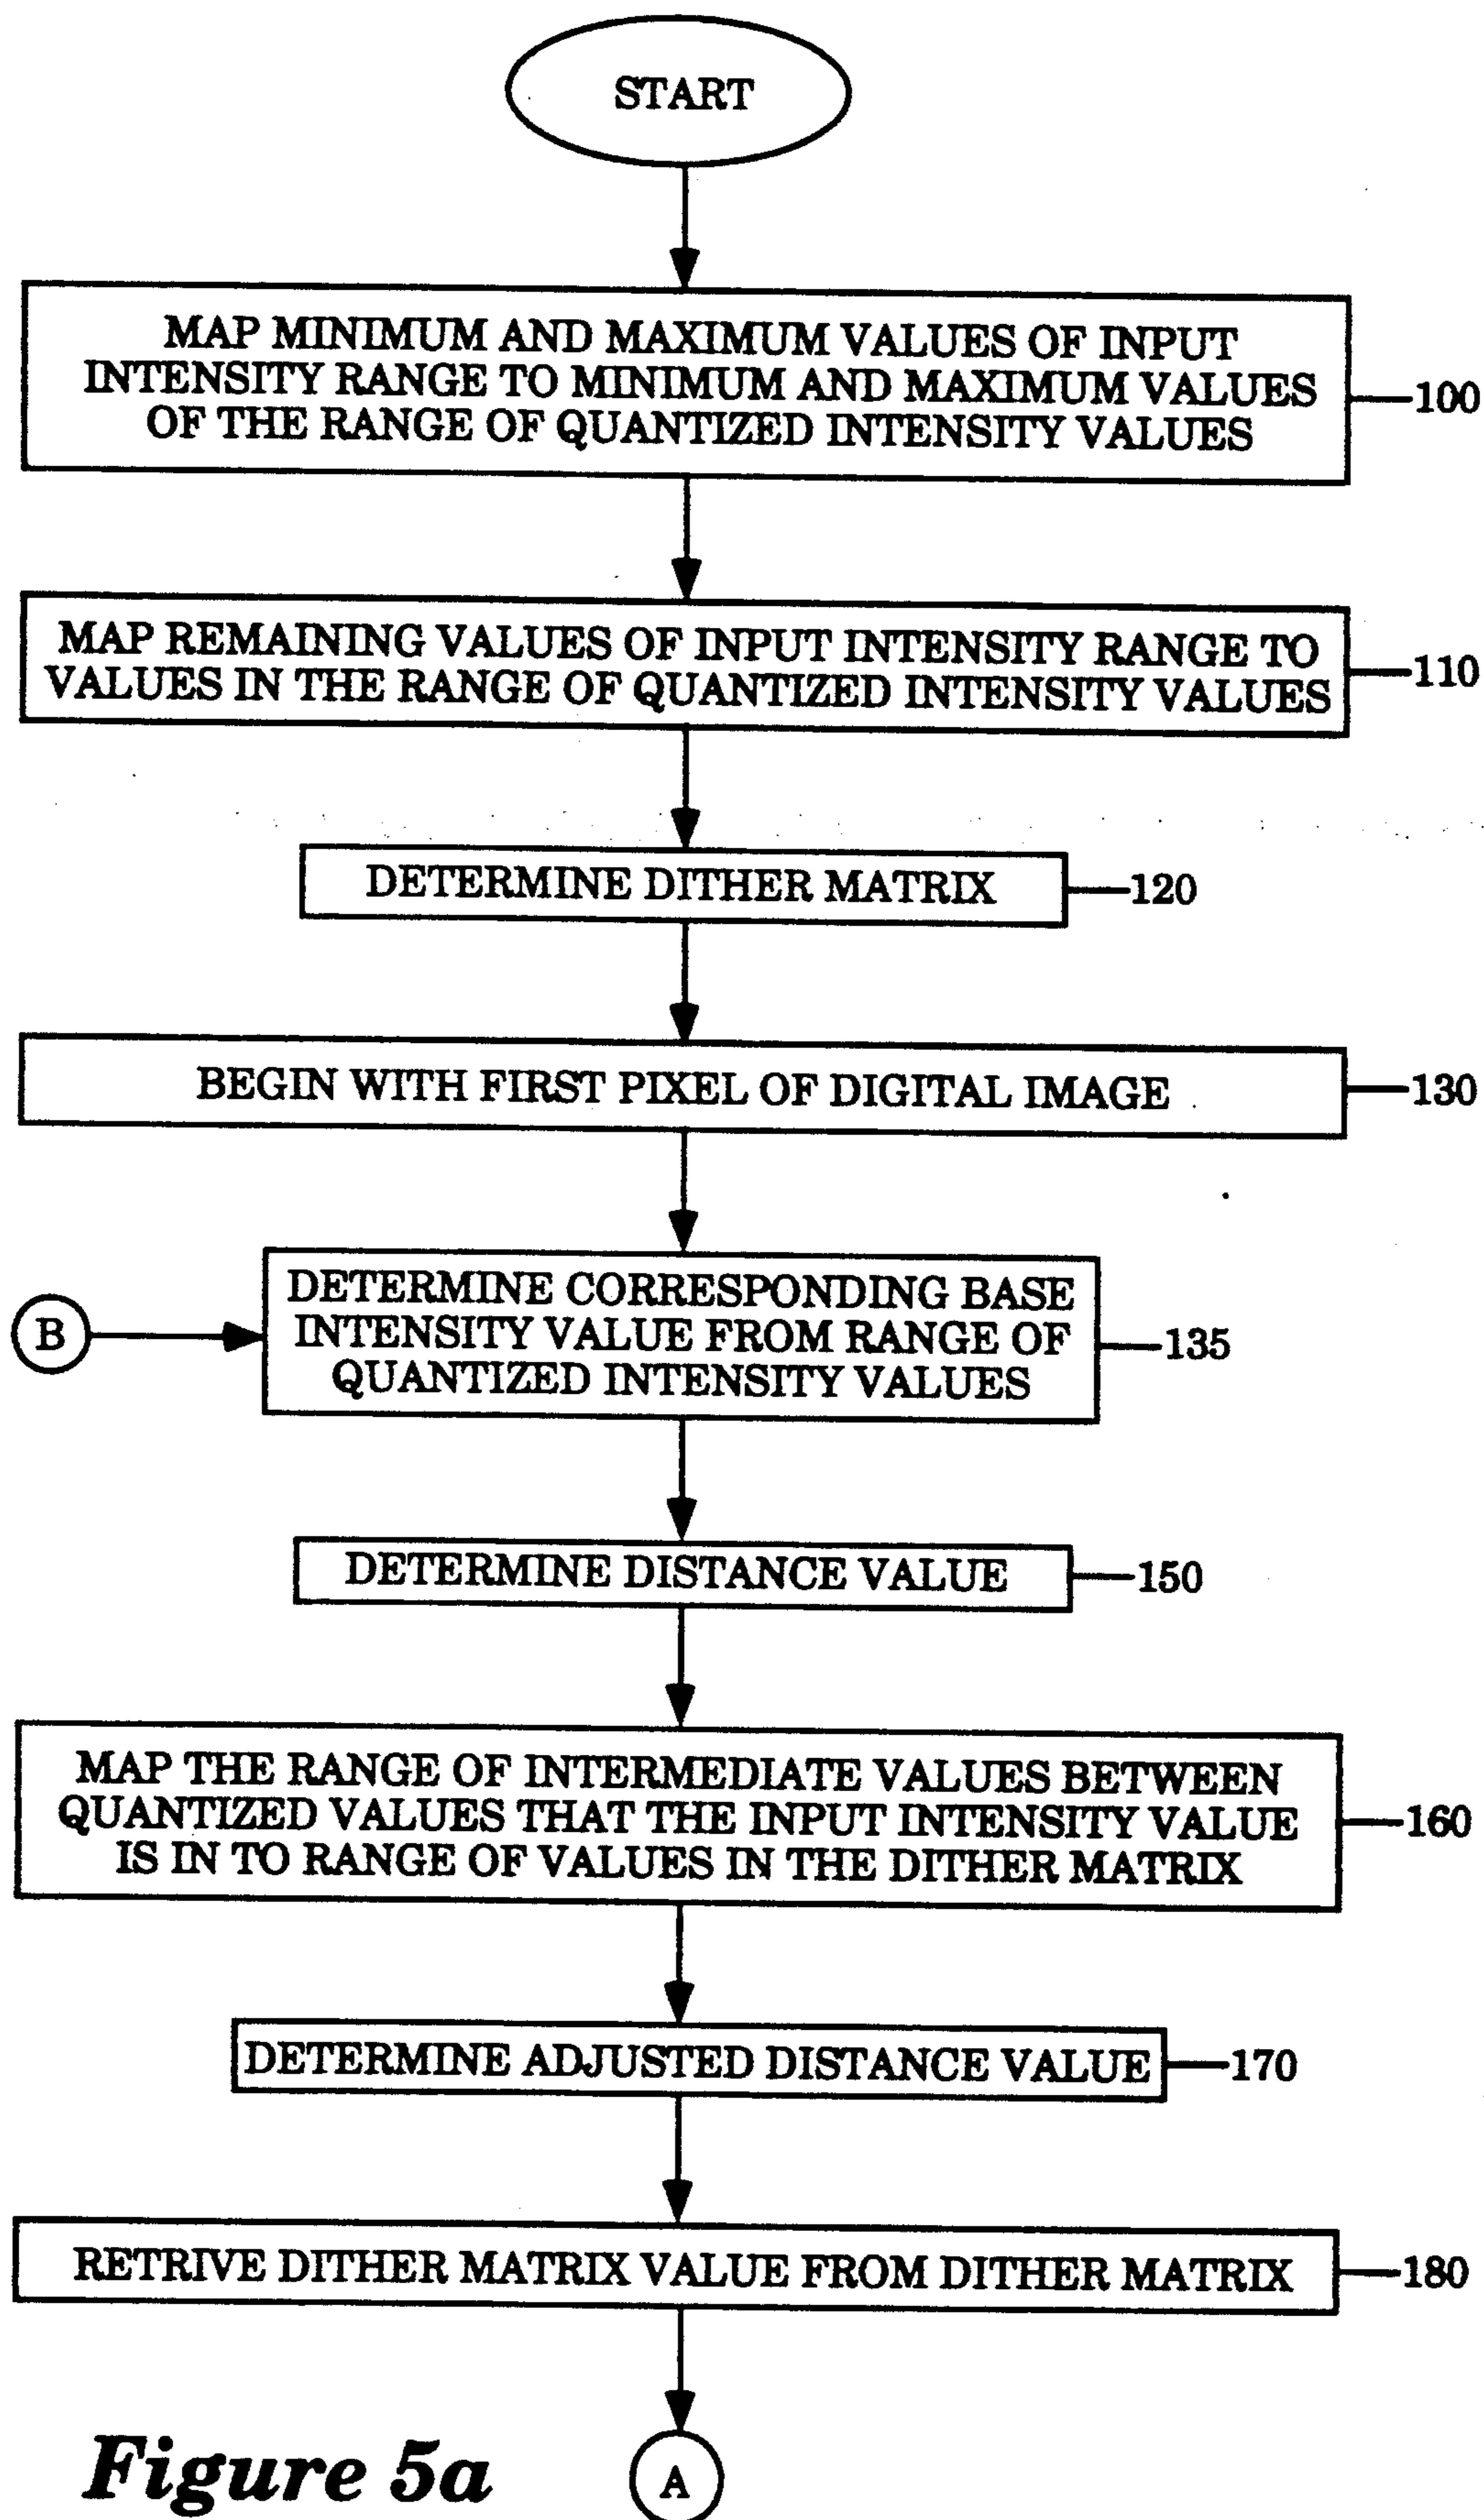 START
MAP MINIMUM AND MAXIMUM VALUES OF INPUT
INTENSITY RANGE TO MINIMUM AND MAXIMUM VALUES
OF THE RANGE OF QUANTIZED INTENSITY VALUES
100
MAP REMAINING VALUES OF INPUT INTENSITY RANGE TO
VALUES IN THE RANGE OF QUANTIZED INTENSITY VALUES
110
DETERMINE DITHER MATRIX
120
BEGIN WITH FIRST PIXEL OF DIGITAL IMAGE
130
B
DETERMINE CORRESPONDING BASE
INTENSITY VALUE FROM RANGE OF
QUANTIZED INTENSITY VALUES
135
DETERMINE DISTANCE VALUE
150
MAP THE RANGE OF INTERMEDIATE VALUES BETWEEN
QUANTIZED VALUES THAT THE INPUT INTENSITY VALUE
IS IN TO RANGE OF VALUES IN THE DITHER MATRIX
160
DETERMINE ADJUSTED DISTANCE VALUE
170
RETRIVE DITHER MATRIX VALUE FROM DITHER MATRIX
180
A
Figure 5a